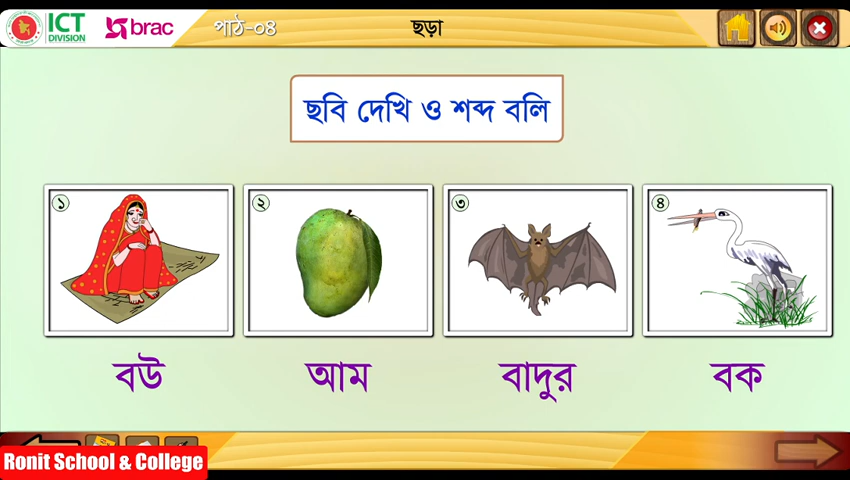 ICT
DIVISION
brac
পাঠ-০৪
ছড়া
ছবি দেখি ও শব্দ বলি
১
২
৩
৪
বউ
আম
বাদুর
বক
Ronit School & College